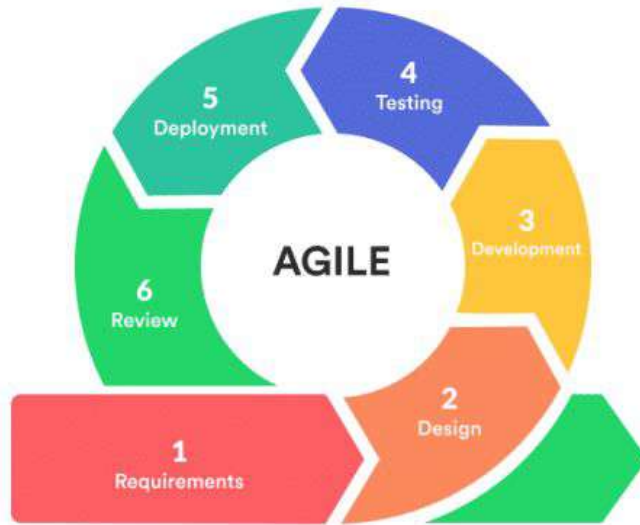 AGILE
1
Requirements
2
Design
3
Development
4
Testing
5
Deployment
6
Review